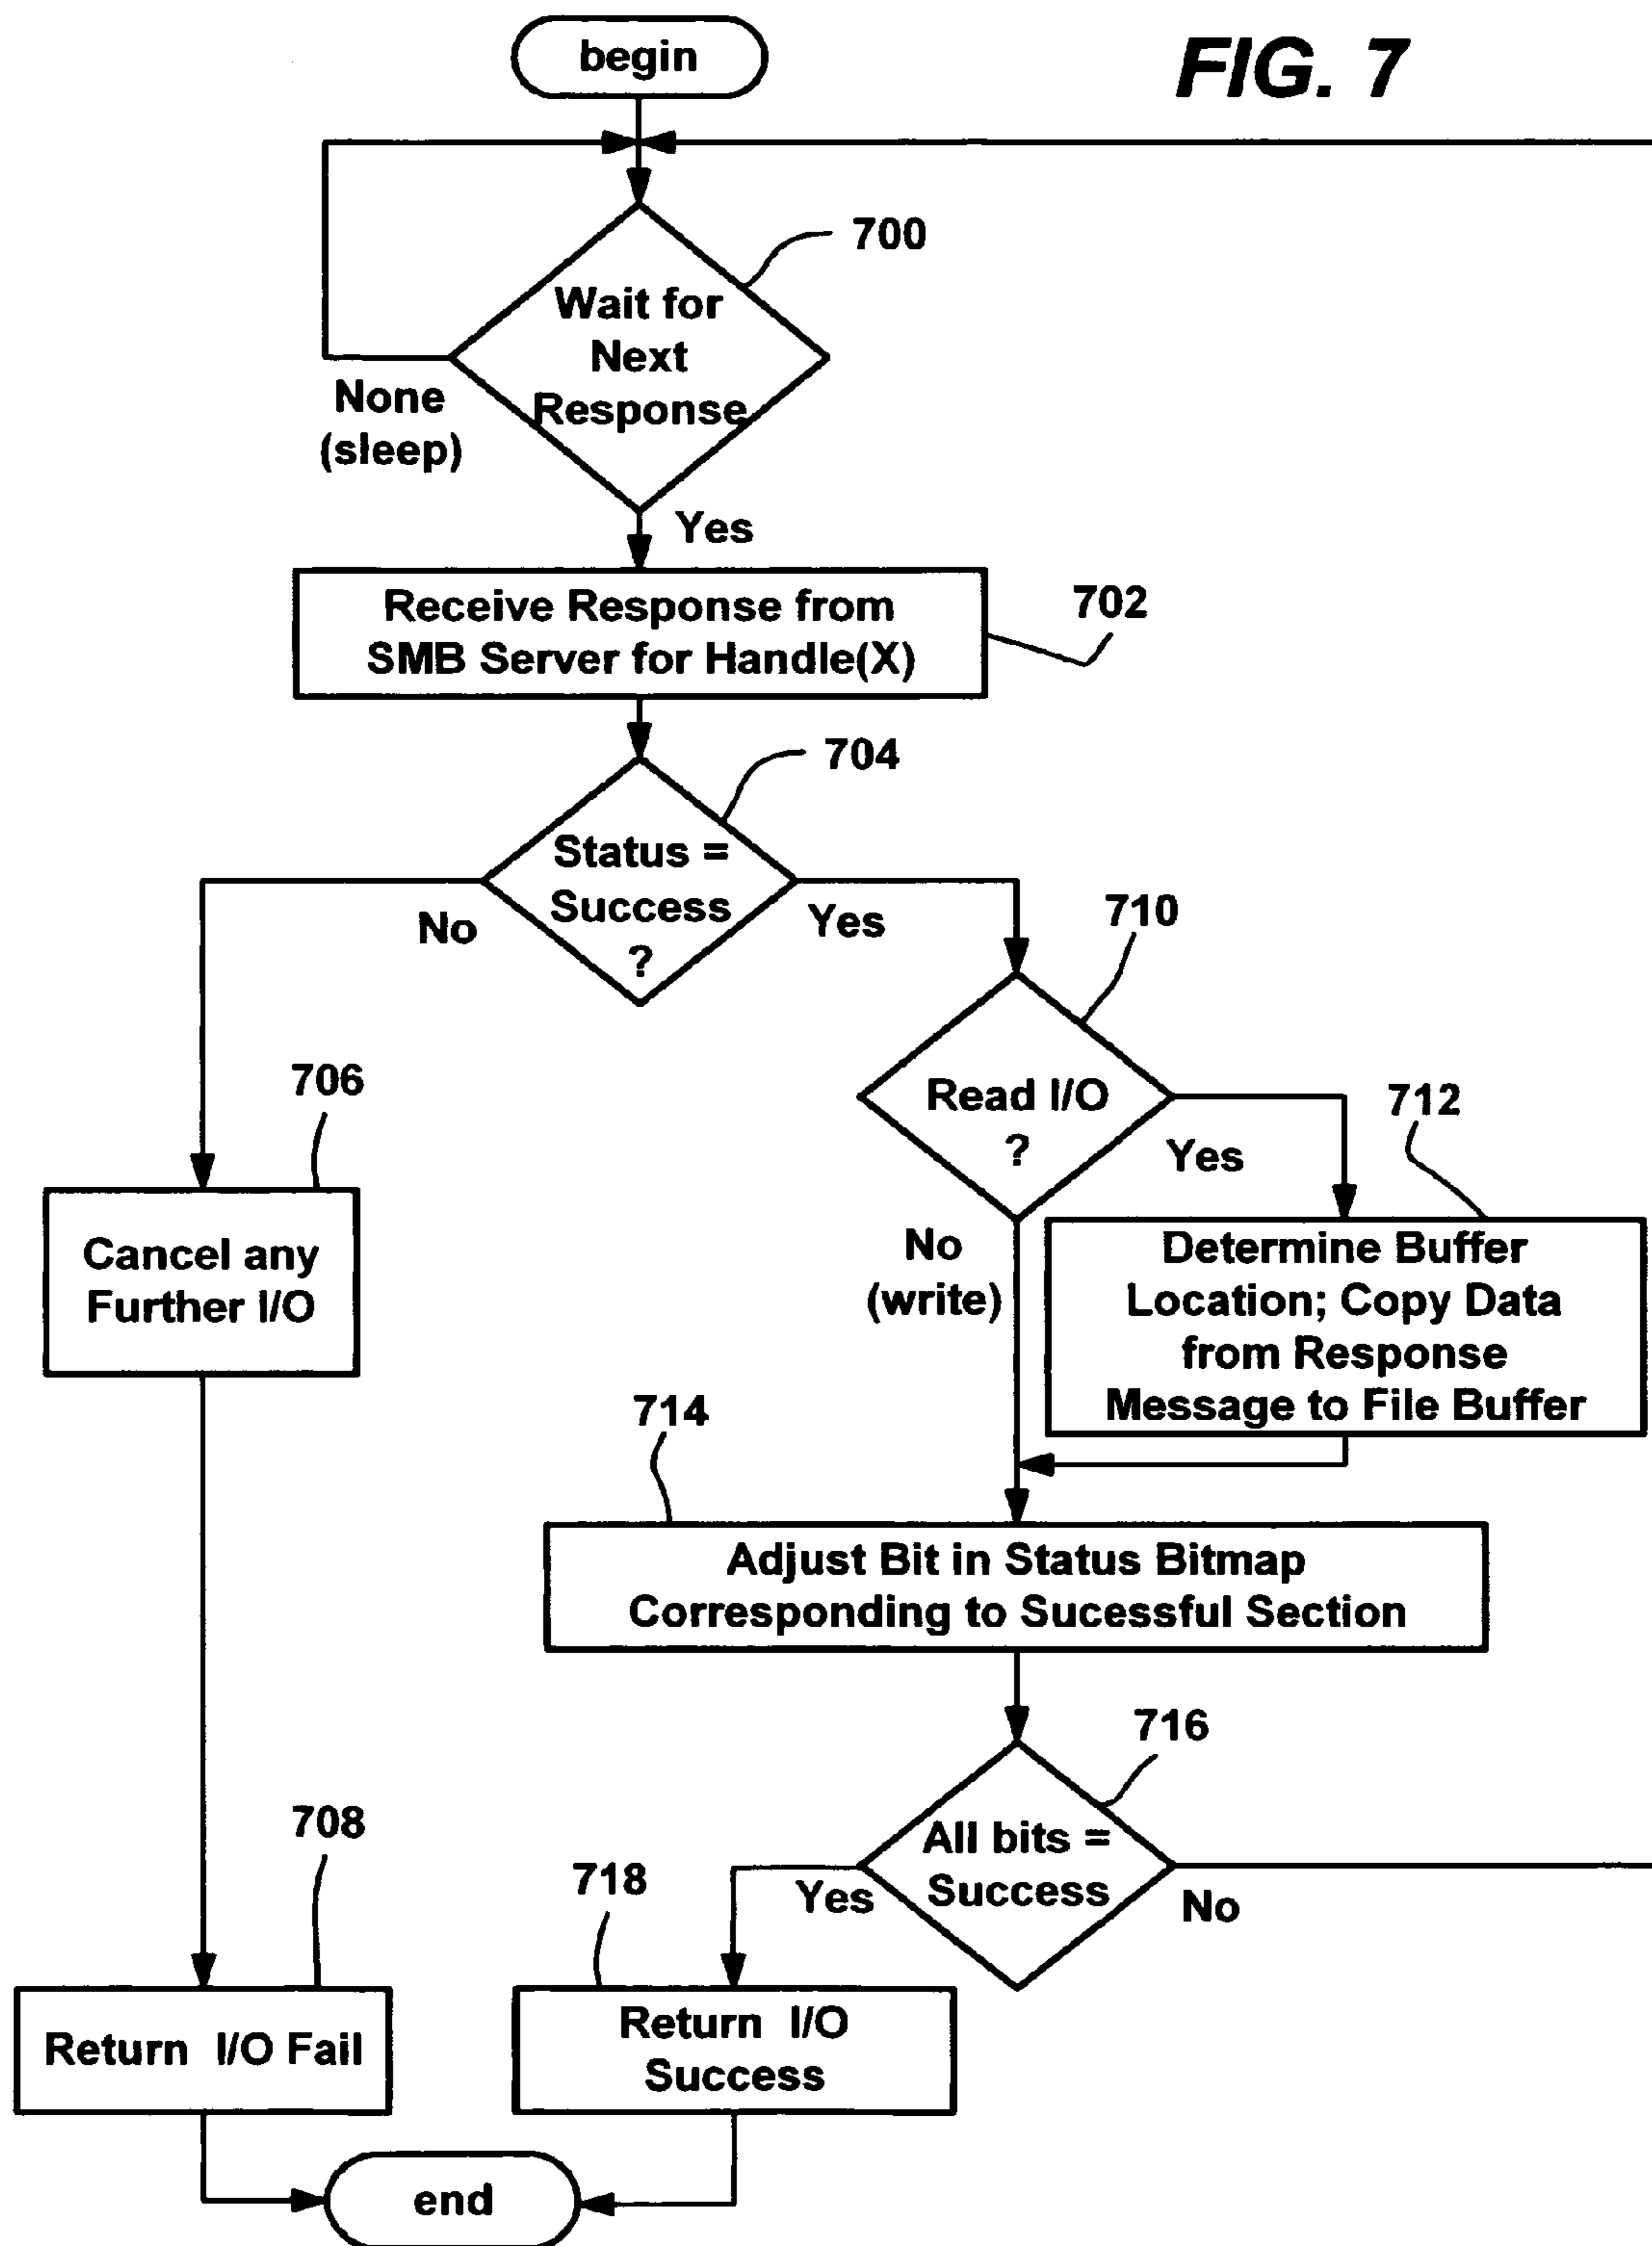 begin
FIG. 7
700
Wait for
Next
Response
None
(sleep)
Yes
Receive Response from
SMB Server for Handle(X)
702
704
Status =
Success
?
No
Yes
710
Read I/O
?
Yes
706
712
Cancel any
Further I/O
No
(write)
Determine Buffer
Location; Copy Data
from Response
Message to File Buffer
714
Adjust Bit in Status Bitmap
Corresponding to Sucessful Section
716
All bits =
Success
Yes
No
708
718
Return I/O Fail
Return I/O
Success
end